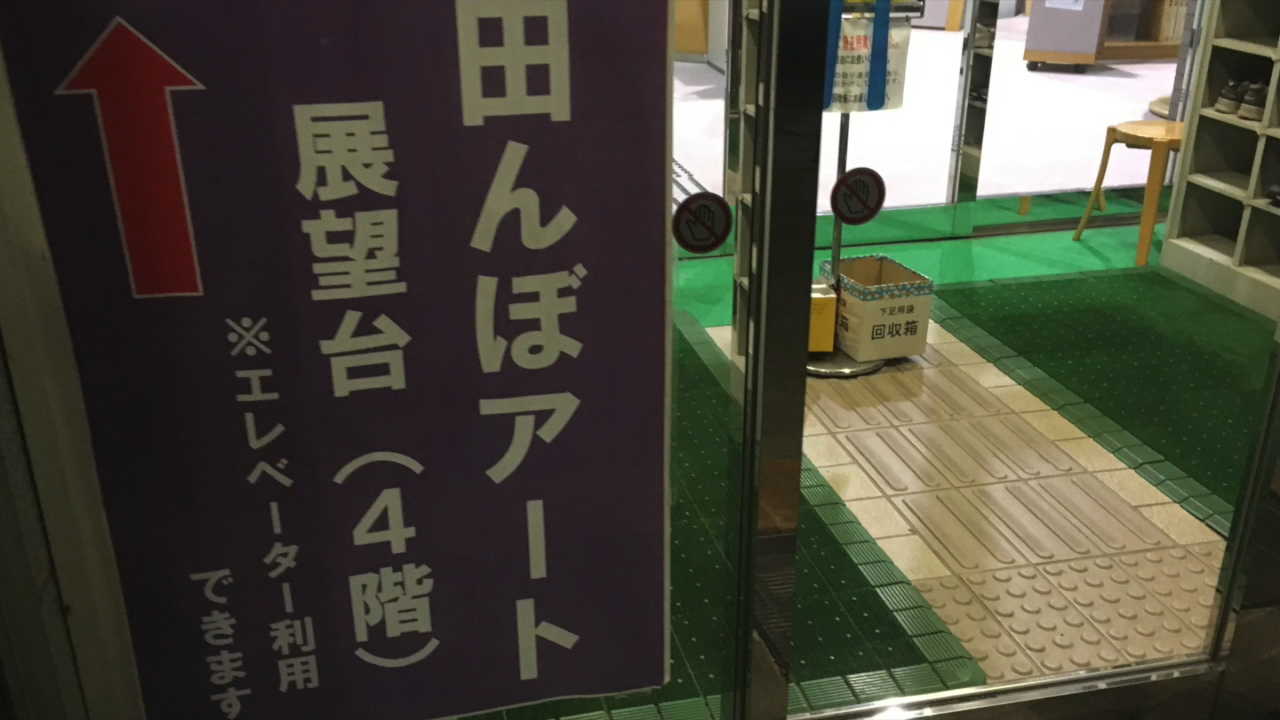 田んぼアート
展望台（4階）
※エレベーター利用
できます
下足用袋
回収箱